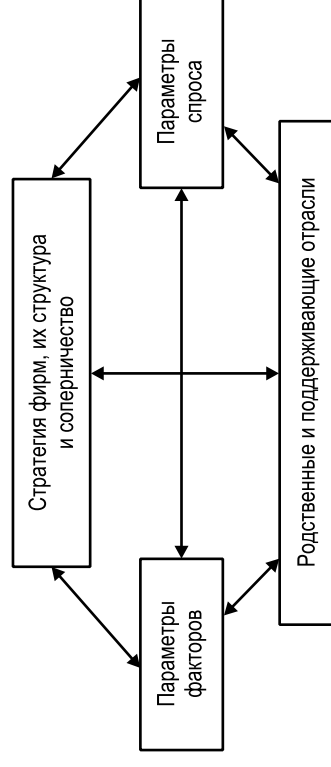 Стратегия фирм, их структура
и соперничество
Параметры
факторов
Параметры
спроса
Родственные и поддерживающие отрасли